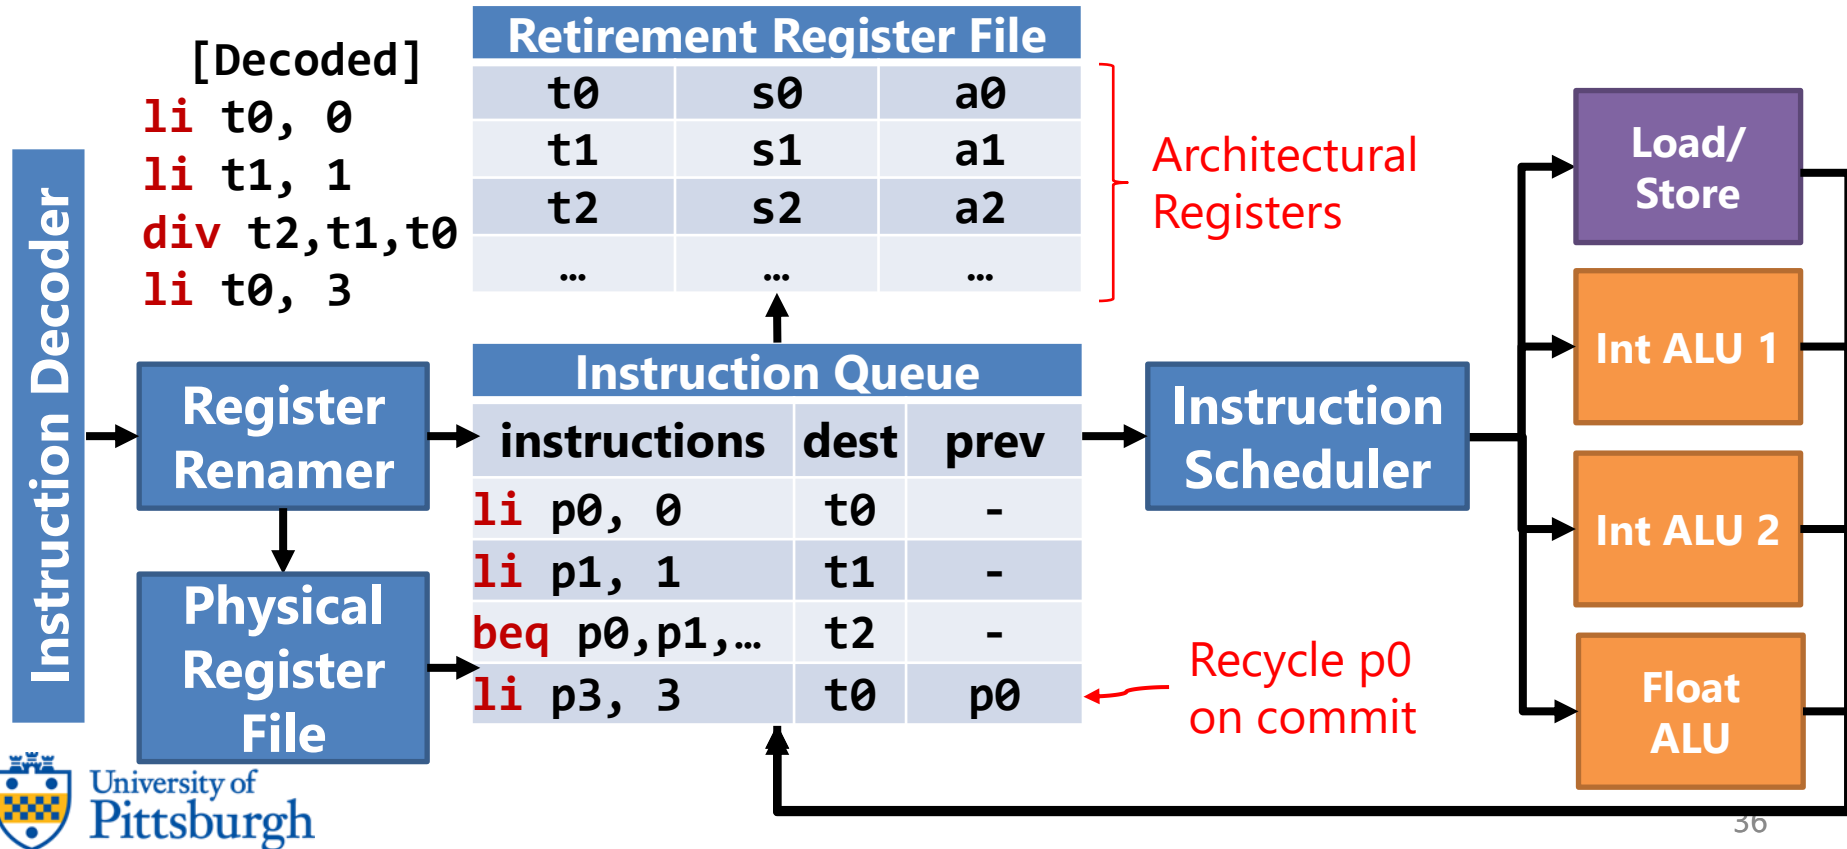 [Decoded]
li t0, 0
li t1, 1
div t2,t1,t0
li t0, 3
Instruction Decoder
Retirement Register File
t0 s0 a0
t1 s1 a1
t2 s2 a2
… … …
Architectural
Registers
Register
Renamer
Physical
Register
File
Instruction Queue
instructions dest prev
li p0, 0 t0 -
li p1, 1 t1 -
beq p0,p1,… t2 -
li p3, 3 t0 p0
Recycle p0
on commit
Instruction
Scheduler
Load/
Store
Int ALU 1
Int ALU 2
Float
ALU
University of
Pittsburgh
36